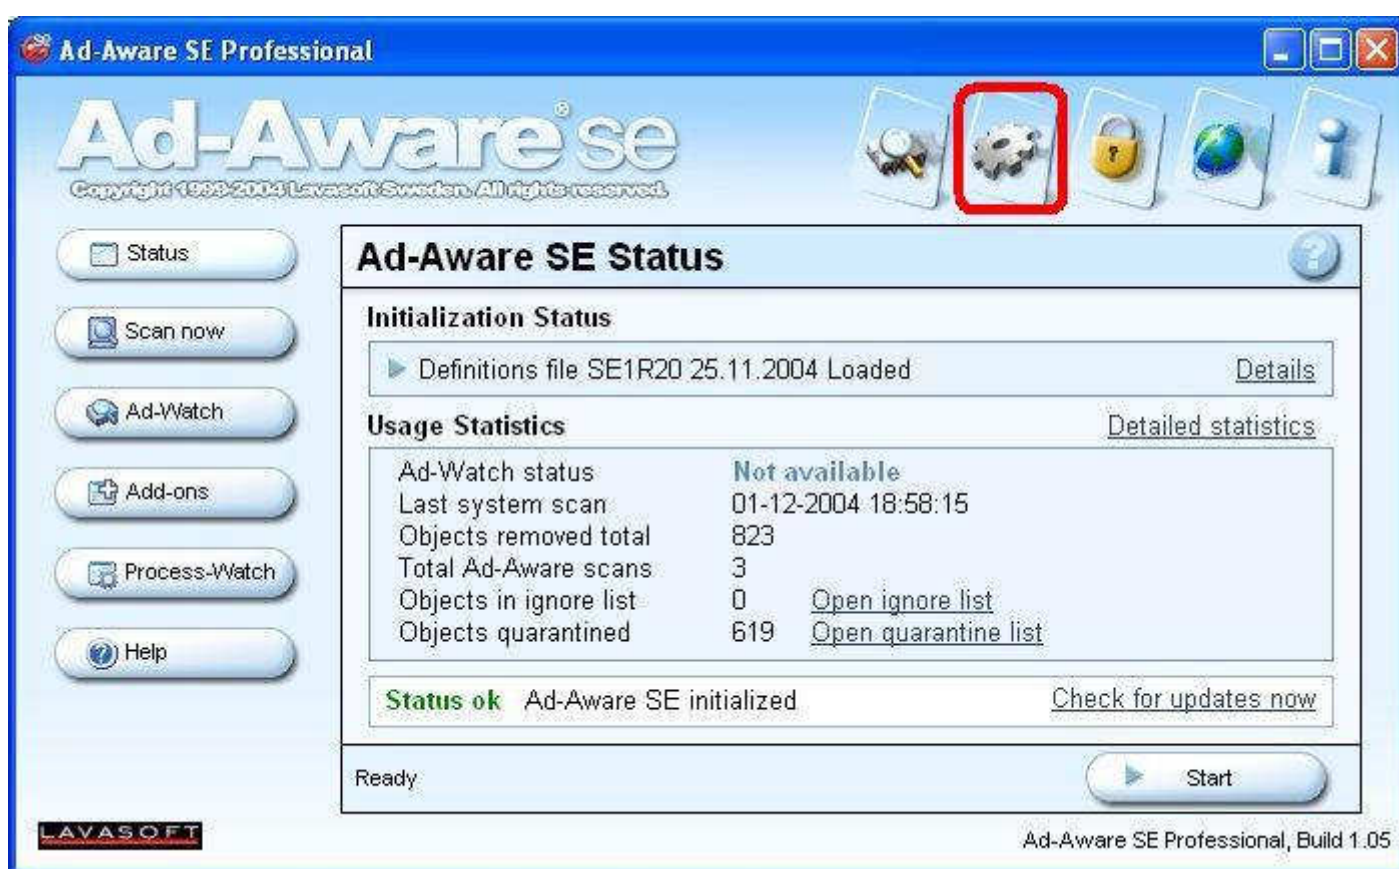 Ad-Aware SE Professional
Ad-Aware® se
Copyright 1999-2004 Lavasoft Sweden. All rights reserved.
Status
Scan now
Ad-Watch
Add-ons
Process-Watch
Help
Ad-Aware SE Status
Initialization Status
Definitions file SE1R20 25.11.2004 Loaded Details
Usage Statistics Detailed statistics
Ad-Watch status Not available
Last system scan 01-12-2004 18:58:15
Objects removed total 823
Total Ad-Aware scans 3
Objects in ignore list 0 Open ignore list
Objects quarantined 619 Open quarantine list
Status ok Ad-Aware SE initialized Check for updates now
Ready Start
LAVASOFT
Ad-Aware SE Professional, Build 1.05